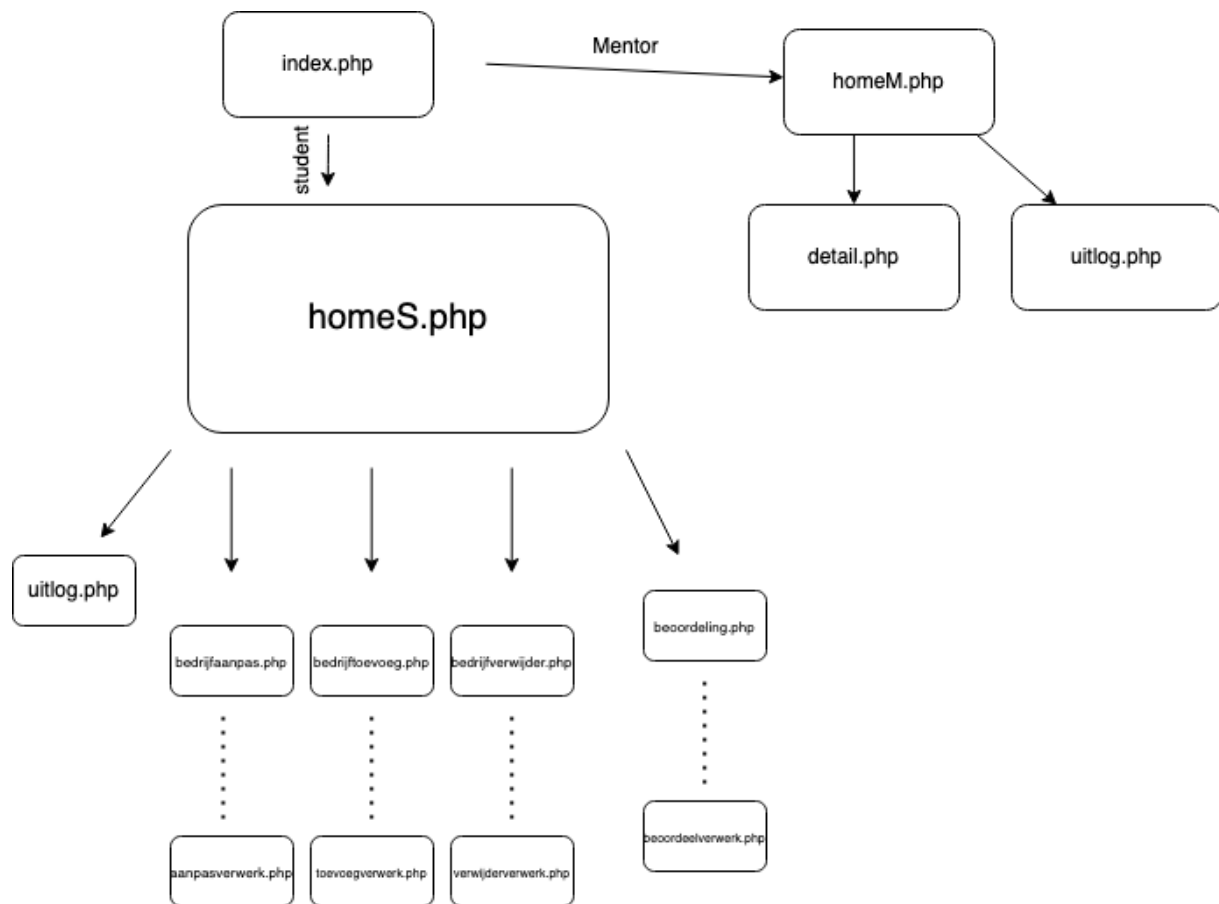 index.php
Mentor
homeM.php
student
homeS.php
detail.php
uitlog.php
uitlog.php
bedrijfaanpas.php
bedrijftoevoeg.php
bedrijfverwijder.php
beoordeling.php
aanpasverwerk.php
toevoegverwerk.php
verwijderverwerk.php
beoordeelverwerk.php